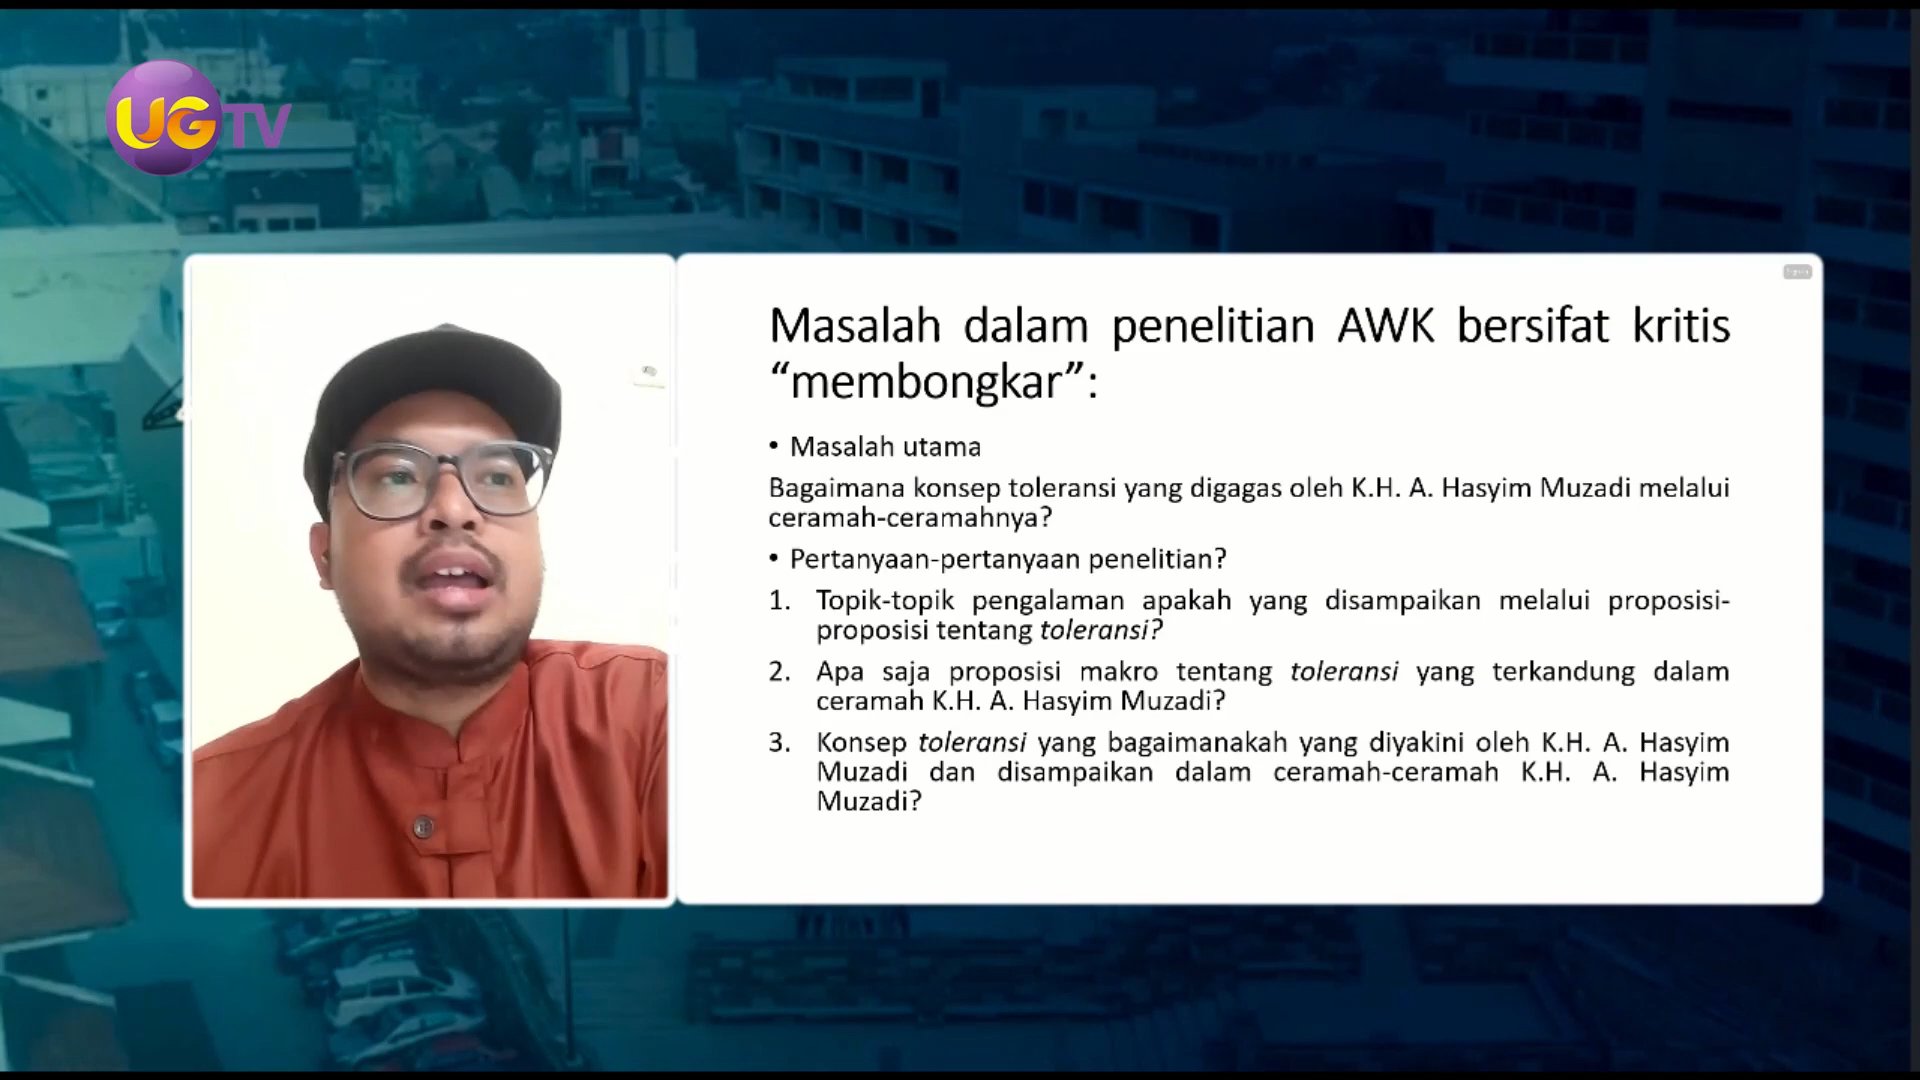 UGTV
Masalah dalam penelitian AWK bersifat kritis
“membongkar”:
• Masalah utama
Bagaimana konsep toleransi yang digagas oleh K.H. A. Hasyim Muzadi melalui
ceramah-ceramahnya?
• Pertanyaan-pertanyaan penelitian?
1. Topik-topik pengalaman apakah yang disampaikan melalui proposisi-
proposisi tentang toleransi?
2. Apa saja proposisi makro tentang toleransi yang terkandung dalam
ceramah K.H. A. Hasyim Muzadi?
3. Konsep toleransi yang bagaimanakah yang diyakini oleh K.H. A. Hasyim
Muzadi dan disampaikan dalam ceramah-ceramah K.H. A. Hasyim
Muzadi?